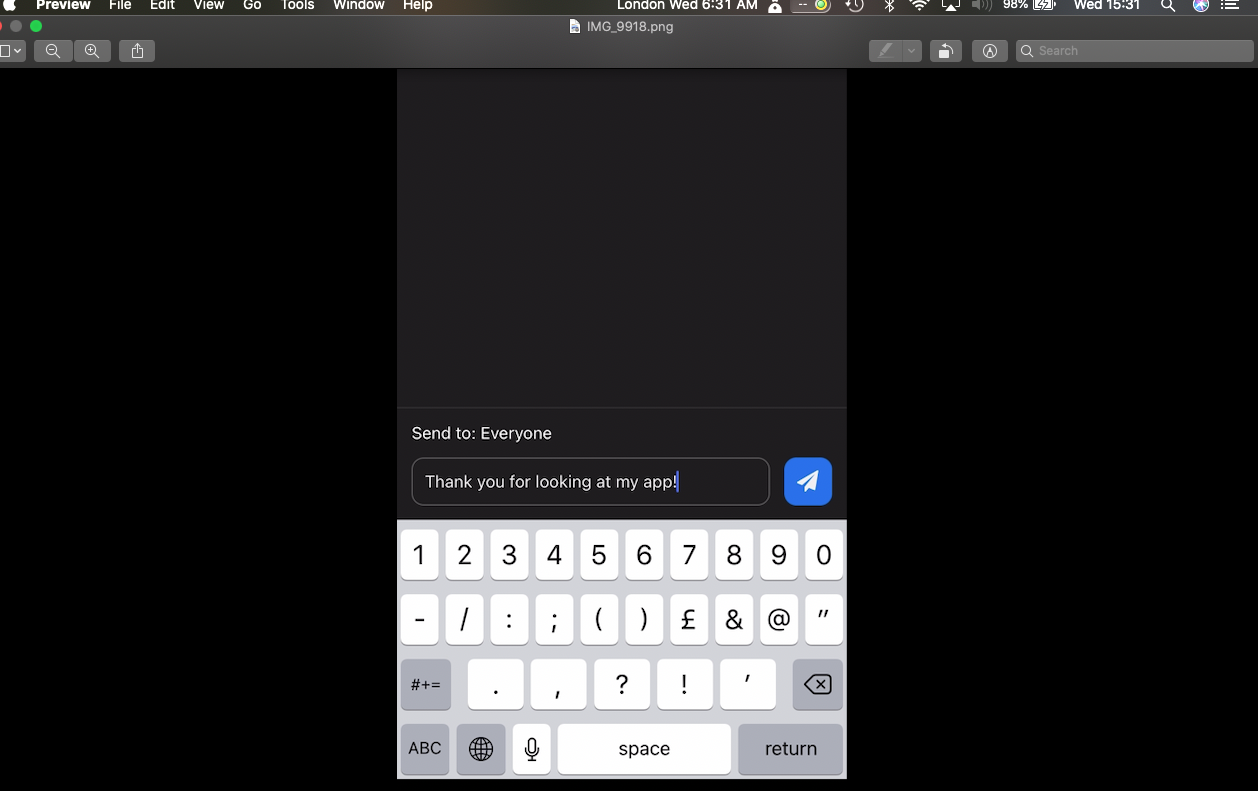 Preview File Edit View Go Tools Window Help London Wed 6:31 AM -- 98% Wed 15:31
IMG_9918.png
Search
Send to: Everyone
Thank you for looking at my app!
1 2 3 4 5 6 7 8 9 0
- / : ; ( ) £ & @ "
#+= . , ? ! '
ABC space return